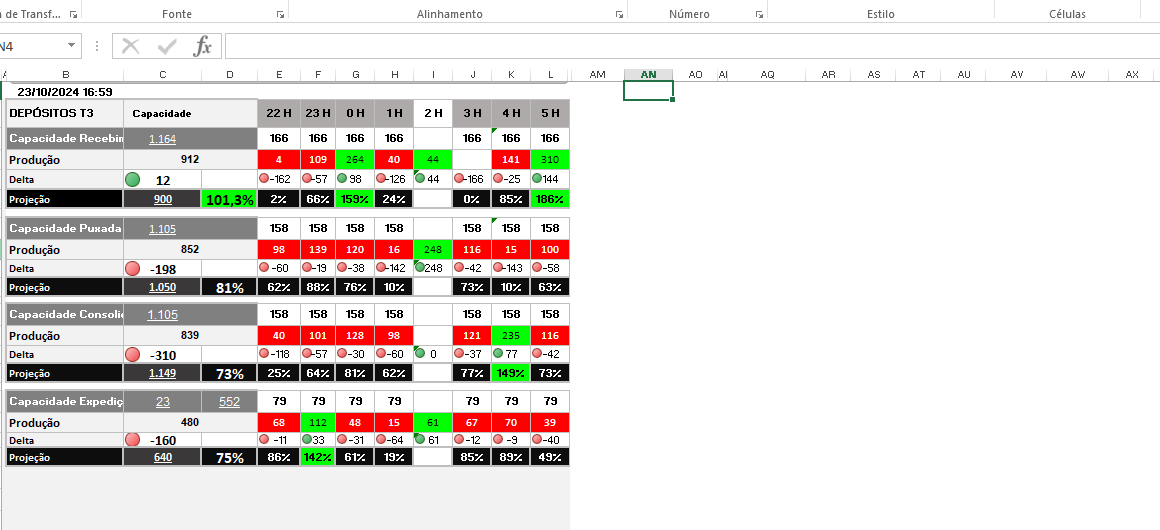 a de Transf... Fonte Alinhamento Número Estilo Células
N4 fx
B C D E F G H I J K L AM AN AO AI AQ AR AS AT AU AV AW AX
23/10/2024 16:59
DEPÓSITOS T3 Capacidade 22 H 23 H 0 H 1 H 2 H 3 H 4 H 5 H
Capacidade Recebim 1.164 166 166 166 166 166 166 166
Produção 912 4 109 264 40 44 141 310
Delta 12 -162 -57 98 -126 44 -166 -25 144
Projeção 900 101,3% 2% 66% 159% 24% 0% 85% 186%
Capacidade Puxada 1.105 158 158 158 158 158 158 158
Produção 852 98 139 120 16 248 116 15 100
Delta -198 -60 -19 -38 -142 248 -42 -143 -58
Projeção 1.050 81% 62% 88% 76% 10% 73% 10% 63%
Capacidade Consolid 1.105 158 158 158 158 158 158 158
Produção 839 40 101 128 98 121 235 116
Delta -310 -118 -57 -30 -60 0 -37 77 -42
Projeção 1.149 73% 25% 64% 81% 62% 77% 149% 73%
Capacidade Expediç 23 552 79 79 79 79 79 79 79
Produção 480 68 112 48 15 61 67 70 39
Delta -160 -11 33 -31 -64 61 -12 -9 -40
Projeção 640 75% 86% 142% 61% 19% 85% 89% 49%